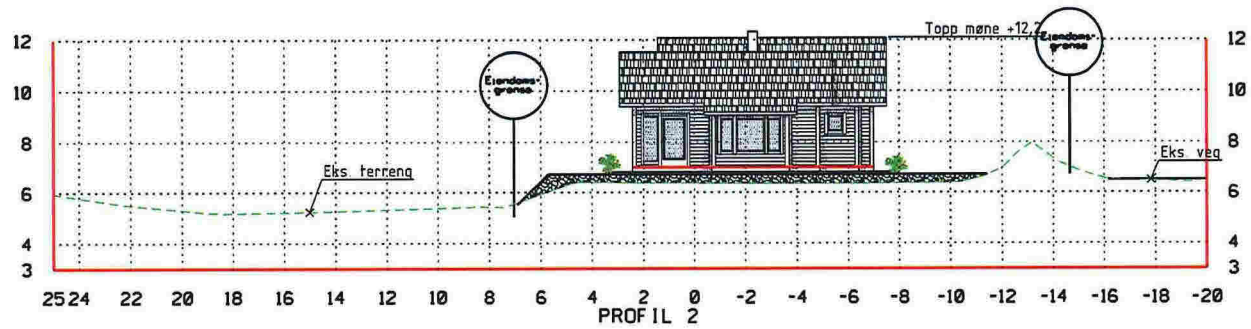 Topp møne +12,2
Eiendoms-
grense
Eiendoms-
grense
12
10
8
6
4
3
12
10
8
6
4
3
Eks terreng
Eks veg
25 24 22 20 18 16 14 12 10 8 6 4 2 0 -2 -4 -6 -8 -10 -12 -14 -16 -18 -20
PROFIL 2